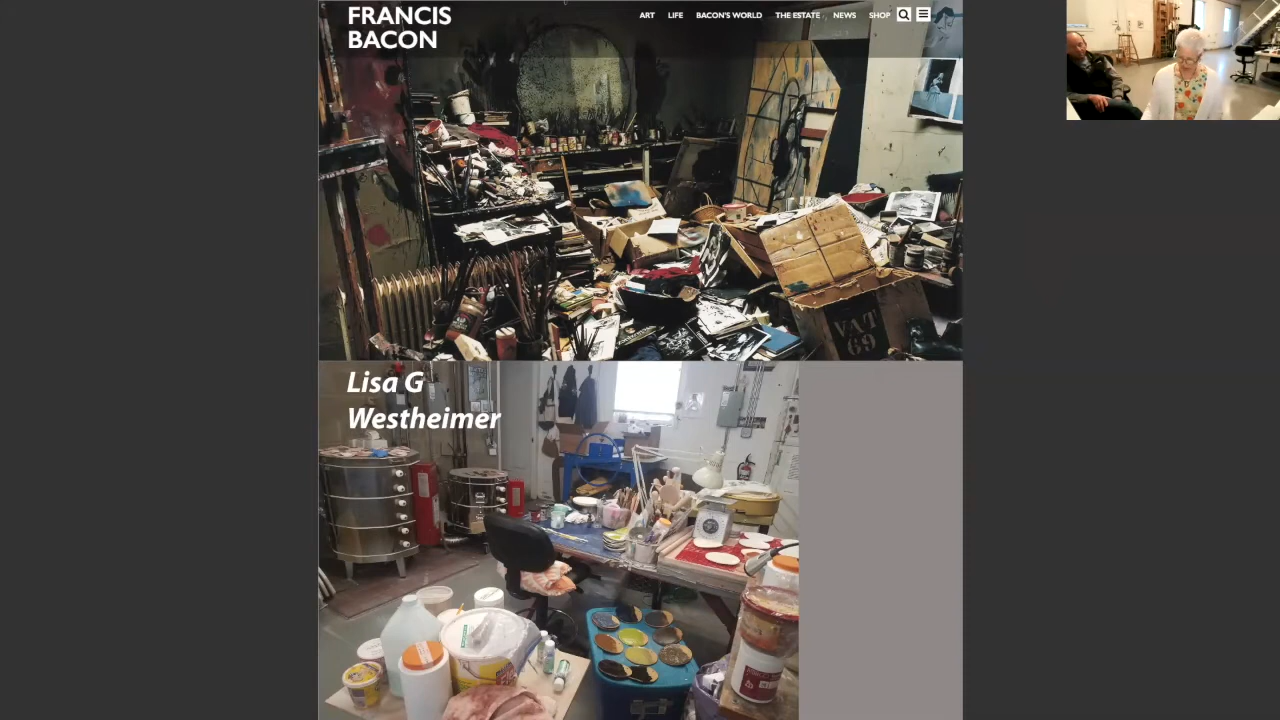 FRANCIS
BACON
ART LIFE BACON'S WORLD THE ESTATE NEWS SHOP
VAT
69
Lisa G
Westheimer